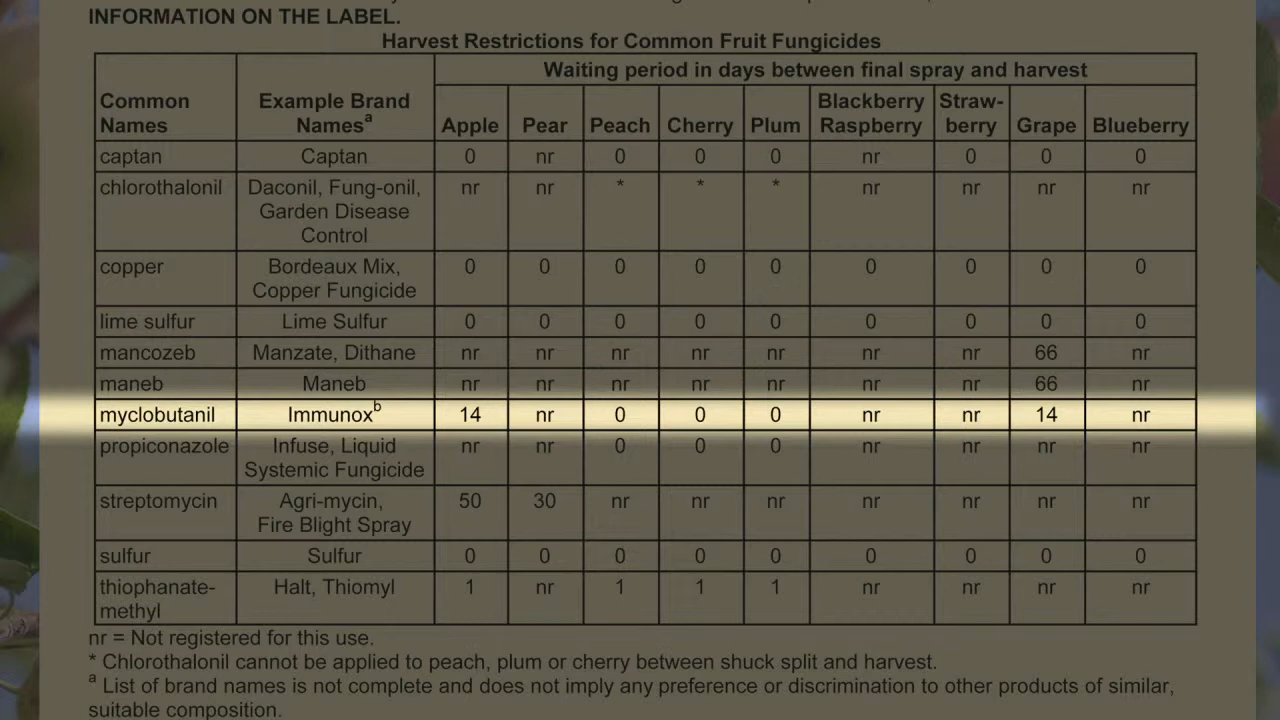 INFORMATION ON THE LABEL.
Harvest Restrictions for Common Fruit Fungicides
Waiting period in days between final spray and harvest
Common Names Example Brand Names^a Apple Pear Peach Cherry Plum Blackberry Raspberry Straw-berry Grape Blueberry
captan Captan 0 nr 0 0 0 nr 0 0 0
chlorothalonil Daconil, Fung-onil, nr nr * * * nr nr nr nr
Garden Disease
Control
copper Bordeaux Mix, 0 0 0 0 0 0 0 0 0
Copper Fungicide
lime sulfur Lime Sulfur 0 0 0 0 0 0 0 0 0
mancozeb Manzate, Dithane nr nr nr nr nr nr nr 66 nr
maneb Maneb nr nr nr nr nr nr nr 66 nr
myclobutanil Immunox^b 14 nr 0 0 0 nr nr 14 nr
propiconazole Infuse, Liquid nr nr 0 0 0 nr nr nr nr
Systemic Fungicide
streptomycin Agri-mycin, 50 30 nr nr nr nr nr nr nr
Fire Blight Spray
sulfur Sulfur 0 0 0 0 0 0 0 0 0
thiophanate- Halt, Thiomyl 1 nr 1 1 1 nr nr nr nr
methyl
nr = Not registered for this use.
* Chlorothalonil cannot be applied to peach, plum or cherry between shuck split and harvest.
^a List of brand names is not complete and does not imply any preference or discrimination to other products of similar,
suitable composition.